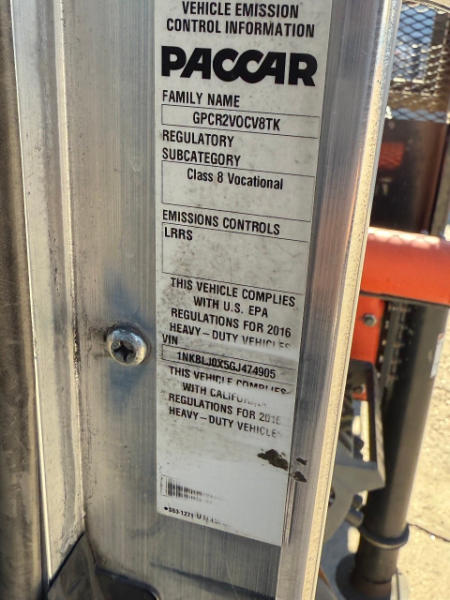 VEHICLE EMISSION
CONTROL INFORMATION
PACCAR
FAMILY NAME
GPCR2VOCV8TK
REGULATORY
SUBCATEGORY
Class 8 Vocational
EMISSIONS CONTROLS
LRRS
THIS VEHICLE COMPLIES
WITH U.S. EPA
REGULATIONS FOR 2016
HEAVY-DUTY VEHICLES
VIN
1NKBLJ0X5GJ474905
THIS VEHICLE COMPLIES
WITH CALIFORNIA
REGULATIONS FOR 2016
HEAVY-DUTY VEHICLES
S53-1271